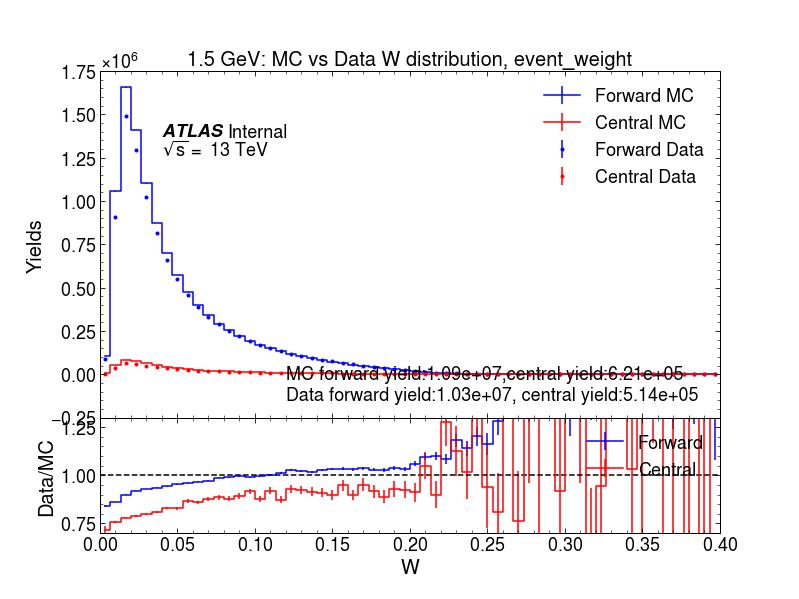 ×10⁶
1.5 GeV: MC vs Data W distribution, event_weight
1.75
1.50
1.25
1.00
0.75
0.50
0.25
0.00
−0.25
Yields
ATLAS Internal
√s = 13 TeV
Forward MC
Central MC
Forward Data
Central Data
MC forward yield:1.09e+07,central yield:6.21e+05
Data forward yield:1.03e+07, central yield:5.14e+05
1.25
1.00
0.75
Data/MC
Forward
Central
0.00 0.05 0.10 0.15 0.20 0.25 0.30 0.35 0.40
W